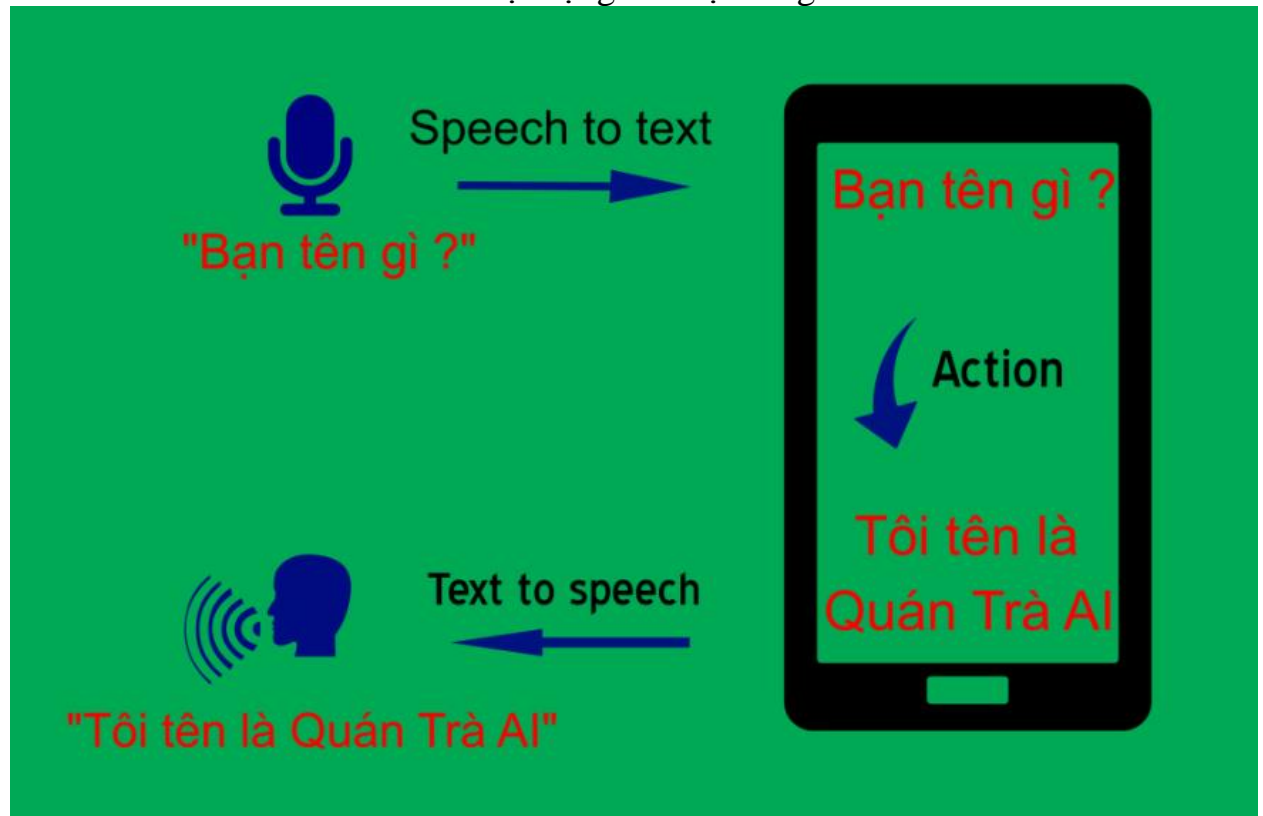 Speech to text
"Bạn tên gì ?"
Bạn tên gì ?
Action
Tôi tên là
Quán Trà AI
Text to speech
"Tôi tên là Quán Trà AI"